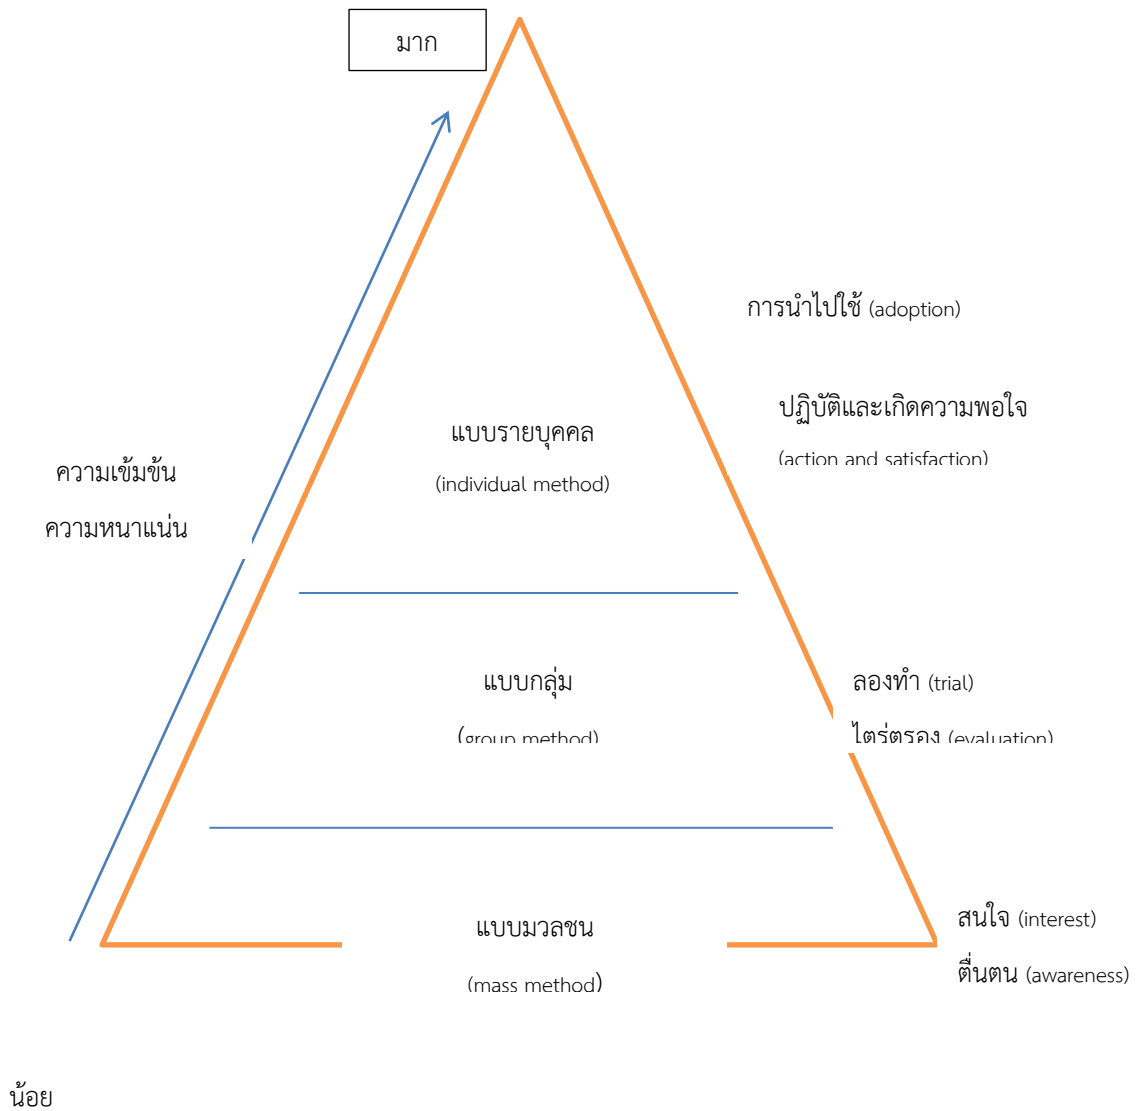 มาก
การนำไปใช้ (adoption)
ปฏิบัติและเกิดความพอใจ
(action and satisfaction)
แบบรายบุคคล
(individual method)
ความเข้มข้น
ความหนาแน่น
แบบกลุ่ม
(group method)
ลองทำ (trial)
ไตร่ตรอง (evaluation)
แบบมวลชน
(mass method)
สนใจ (interest)
ตื่นตน (awareness)
น้อย